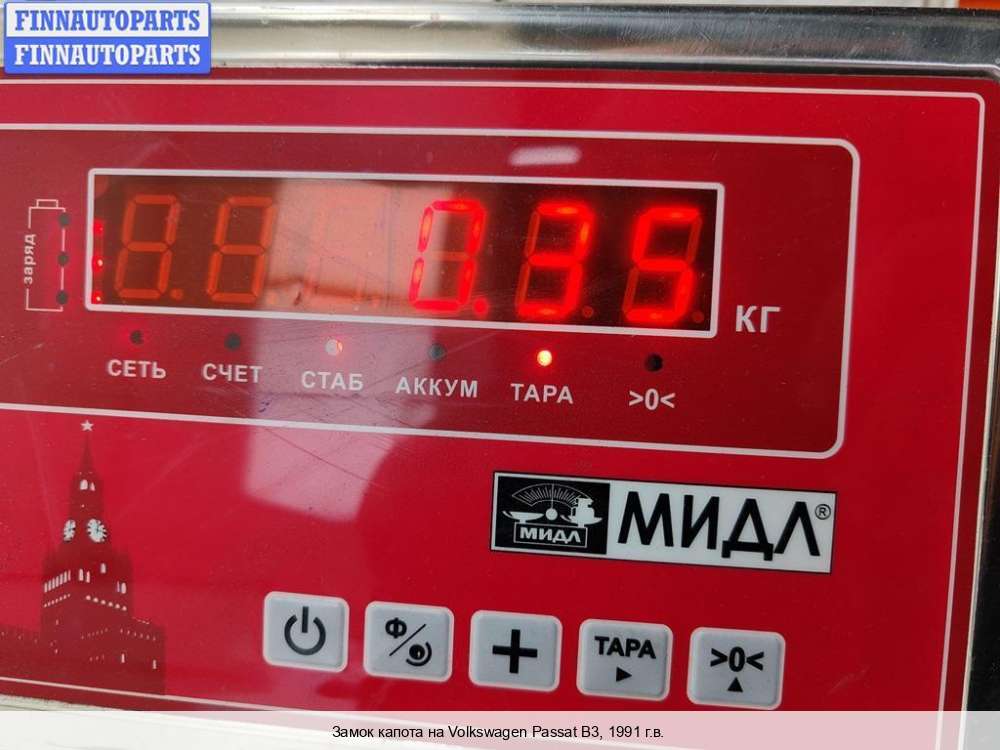 FINNAUTOPARTS
FINNAUTOPARTS
заряд
0.35
КГ
СЕТЬ СЧЕТ СТАБ АККУМ ТАРА >0<
МИДЛ МИДЛ®
Ф/ + ТАРА >0<
Замок капота на Volkswagen Passat B3, 1991 г.в.